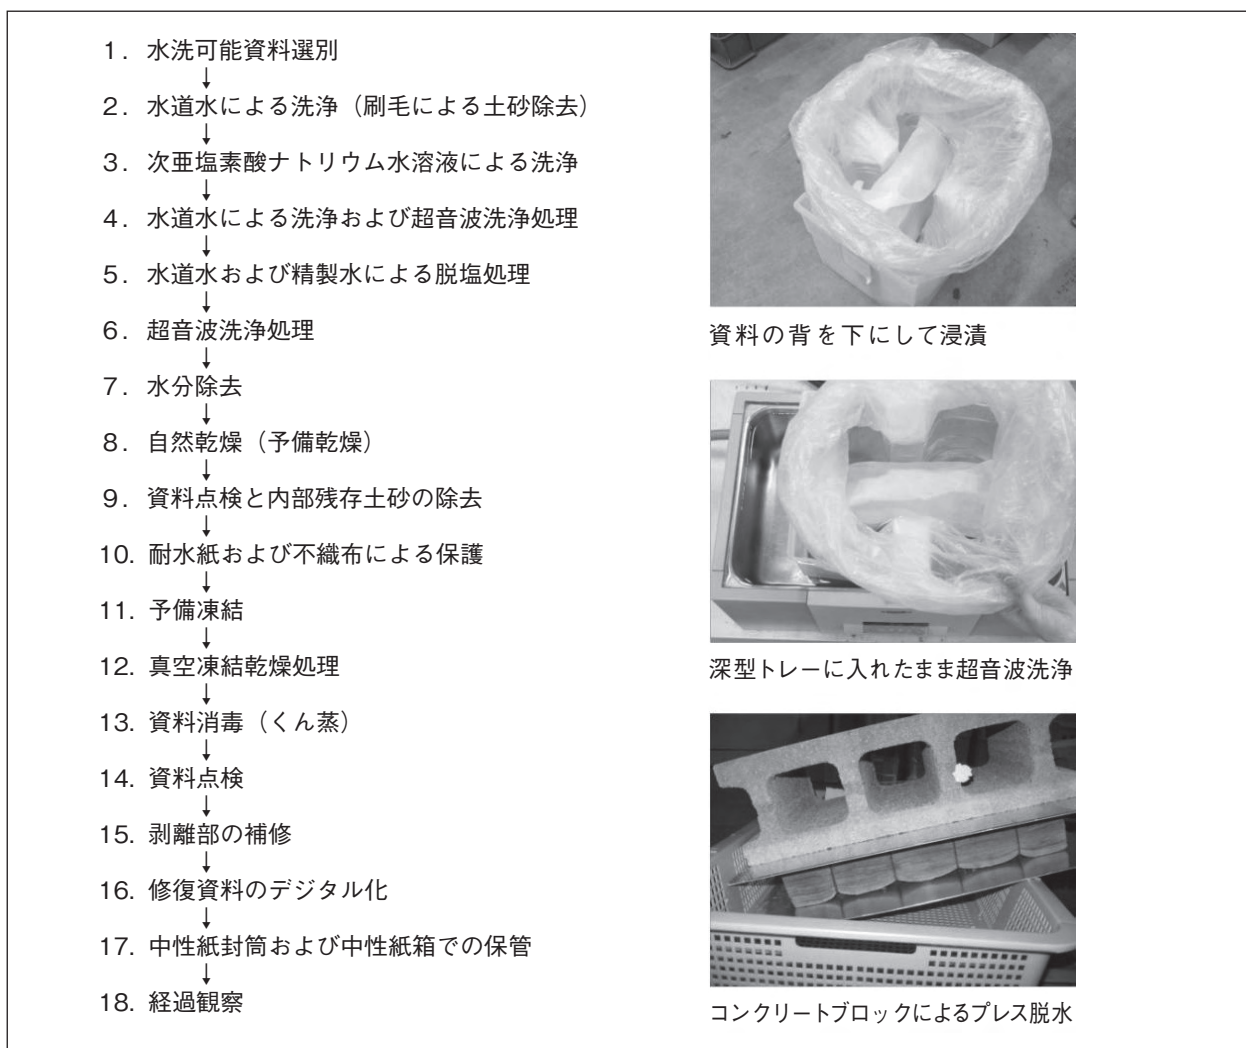 1. 水洗可能資料選別
↓
2. 水道水による洗浄（刷毛による土砂除去）
↓
3. 次亜塩素酸ナトリウム水溶液による洗浄
↓
4. 水道水による洗浄および超音波洗浄処理
↓
5. 水道水および精製水による脱塩処理
↓
6. 超音波洗浄処理
↓
7. 水分除去
↓
8. 自然乾燥（予備乾燥）
↓
9. 資料点検と内部残存土砂の除去
↓
10. 耐水紙および不織布による保護
↓
11. 予備凍結
↓
12. 真空凍結乾燥処理
↓
13. 資料消毒（くん蒸）
↓
14. 資料点検
↓
15. 剥離部の補修
↓
16. 修復資料のデジタル化
↓
17. 中性紙封筒および中性紙箱での保管
↓
18. 経過観察
資料の背を下にして浸漬
深型トレーに入れたまま超音波洗浄
コンクリートブロックによるプレス脱水